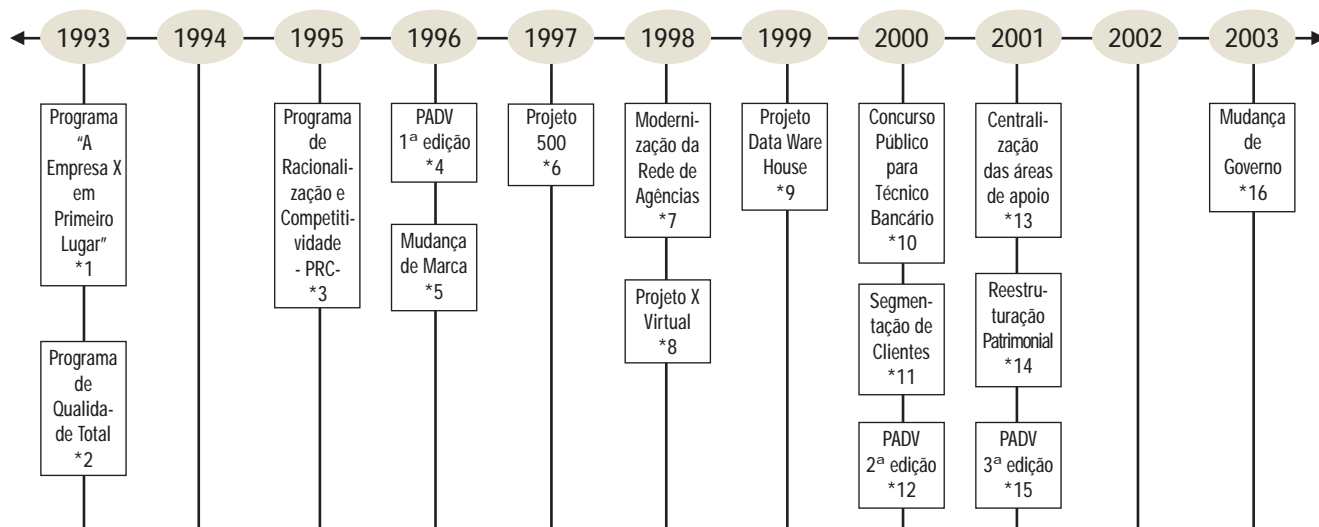 1993 1994 1995 1996 1997 1998 1999 2000 2001 2002 2003
Programa
"A
Empresa X
em
Primeiro
Lugar"
*1
Programa
de
Qualida-
de Total
*2
Programa
de
Racionali-
zação e
Competiti-
vidade
- PRC-
*3
PADV
1ª edição
*4
Mudança
de Marca
*5
Projeto
500
*6
Moderni-
zação da
Rede de
Agências
*7
Projeto X
Virtual
*8
Projeto
Data Ware
House
*9
Concurso
Público
para
Técnico
Bancário
*10
Segmen-
tação de
Clientes
*11
PADV
2ª edição
*12
Centrali-
zação
das áreas
de apoio
*13
Reestru-
turação
Patrimonial
*14
PADV
3ª edição
*15
Mudança
de
Governo
*16